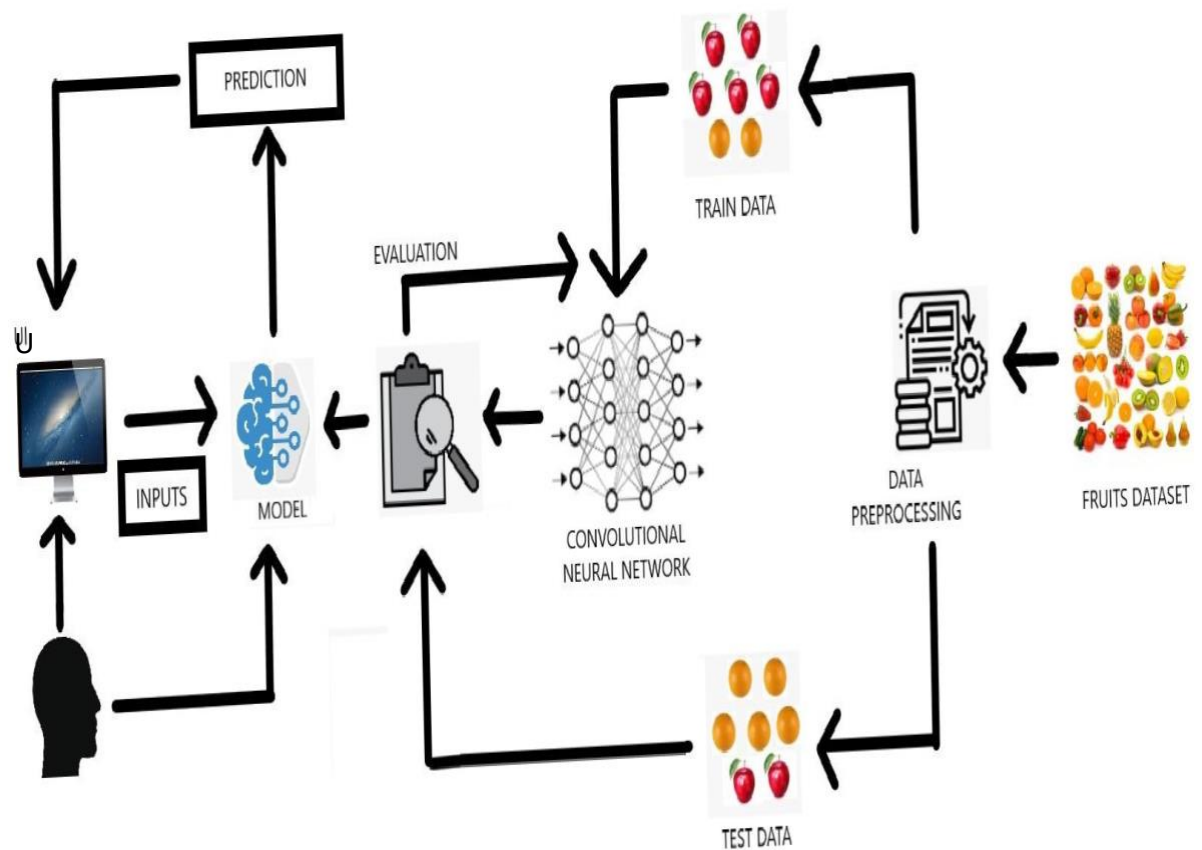 PREDICTION
TRAIN DATA
EVALUATION
INPUTS
MODEL
CONVOLUTIONAL
NEURAL NETWORK
DATA
PREPROCESSING
FRUITS DATASET
TEST DATA